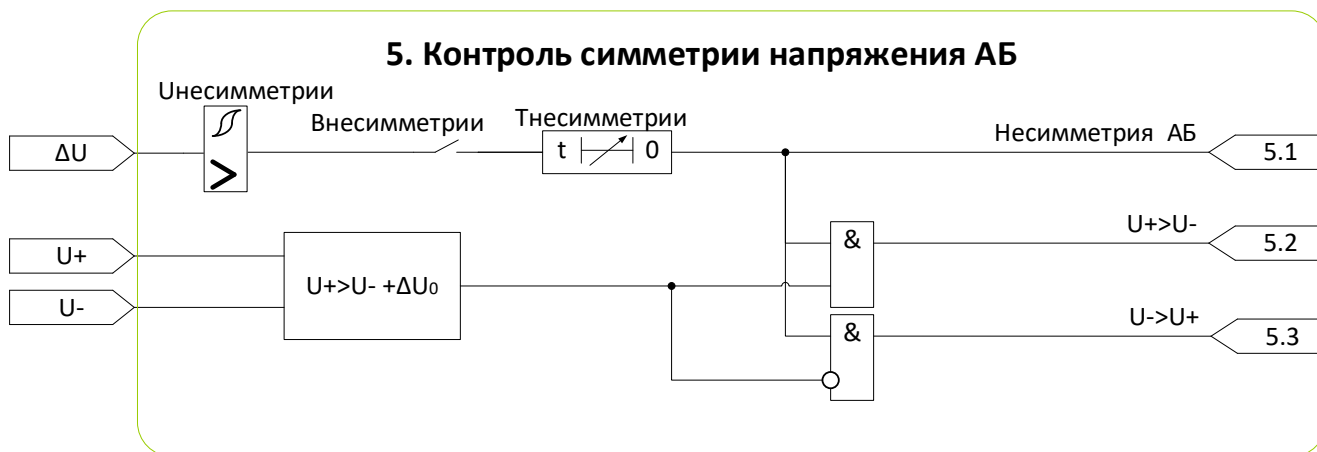 5. Контроль симметрии напряжения АБ
Uнесимметрии
Внесимметрии
Тнесимметрии
Несимметрия АБ
ΔU
>
t
0
5.1
U+>U-
&
5.2
U+
U-
U+>U- +ΔU₀
U->U+
&
5.3